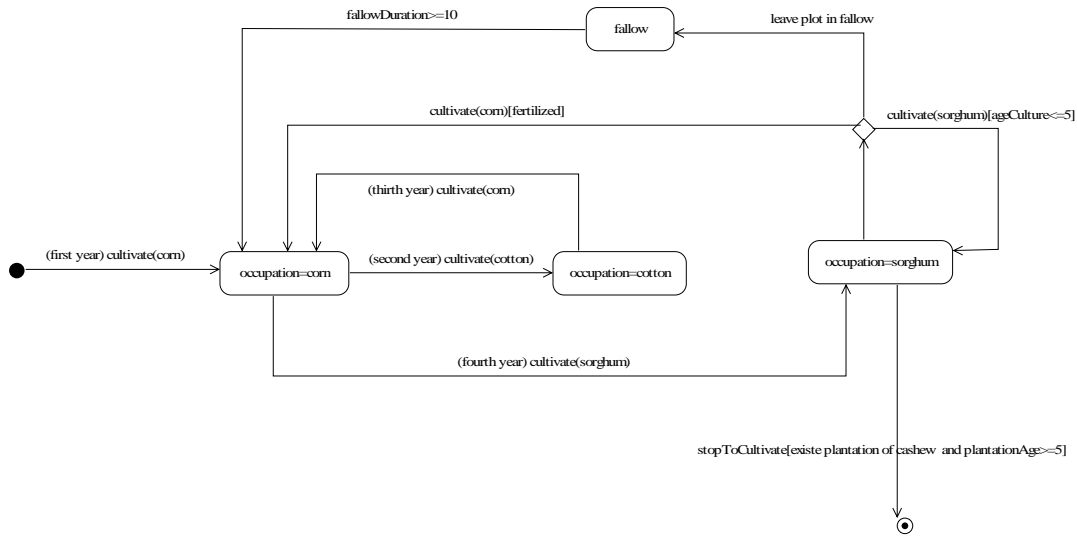 fallowDuration>=10
fallow
leave plot in fallow
cultivate(corn)[fertilized]
cultivate(sorghum)[ageCulture<=5]
(thirth year) cultivate(corn)
(first year) cultivate(corn)
occupation=corn
(second year) cultivate(cotton)
occupation=cotton
occupation=sorghum
(fourth year) cultivate(sorghum)
stopToCultivate[existe plantation of cashew and plantationAge>=5]